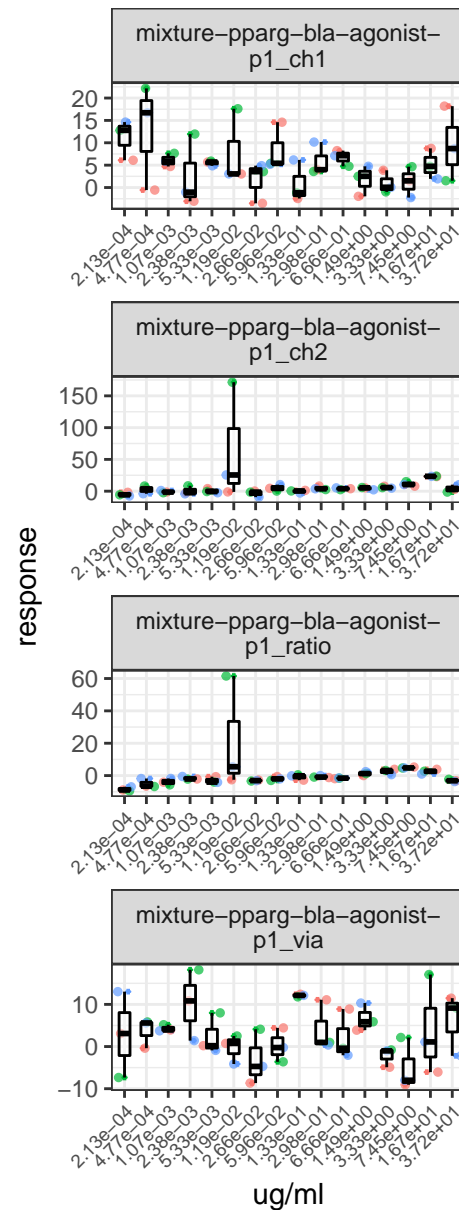 mixture−pparg−bla−agonist−
p1_ch1
20
15
10
5
0
2.13e−04
4.77e−04
1.07e−03
2.38e−03
5.33e−03
1.19e−02
2.66e−02
5.96e−02
1.33e−01
2.98e−01
6.66e−01
1.49e+00
3.33e+00
7.45e+00
1.67e+01
3.72e+01
mixture−pparg−bla−agonist−
p1_ch2
150
100
50
0
2.13e−04
4.77e−04
1.07e−03
2.38e−03
5.33e−03
1.19e−02
2.66e−02
5.96e−02
1.33e−01
2.98e−01
6.66e−01
1.49e+00
3.33e+00
7.45e+00
1.67e+01
3.72e+01
response
mixture−pparg−bla−agonist−
p1_ratio
60
40
20
0
2.13e−04
4.77e−04
1.07e−03
2.38e−03
5.33e−03
1.19e−02
2.66e−02
5.96e−02
1.33e−01
2.98e−01
6.66e−01
1.49e+00
3.33e+00
7.45e+00
1.67e+01
3.72e+01
mixture−pparg−bla−agonist−
p1_via
10
0
−10
2.13e−04
4.77e−04
1.07e−03
2.38e−03
5.33e−03
1.19e−02
2.66e−02
5.96e−02
1.33e−01
2.98e−01
6.66e−01
1.49e+00
3.33e+00
7.45e+00
1.67e+01
3.72e+01
ug/ml